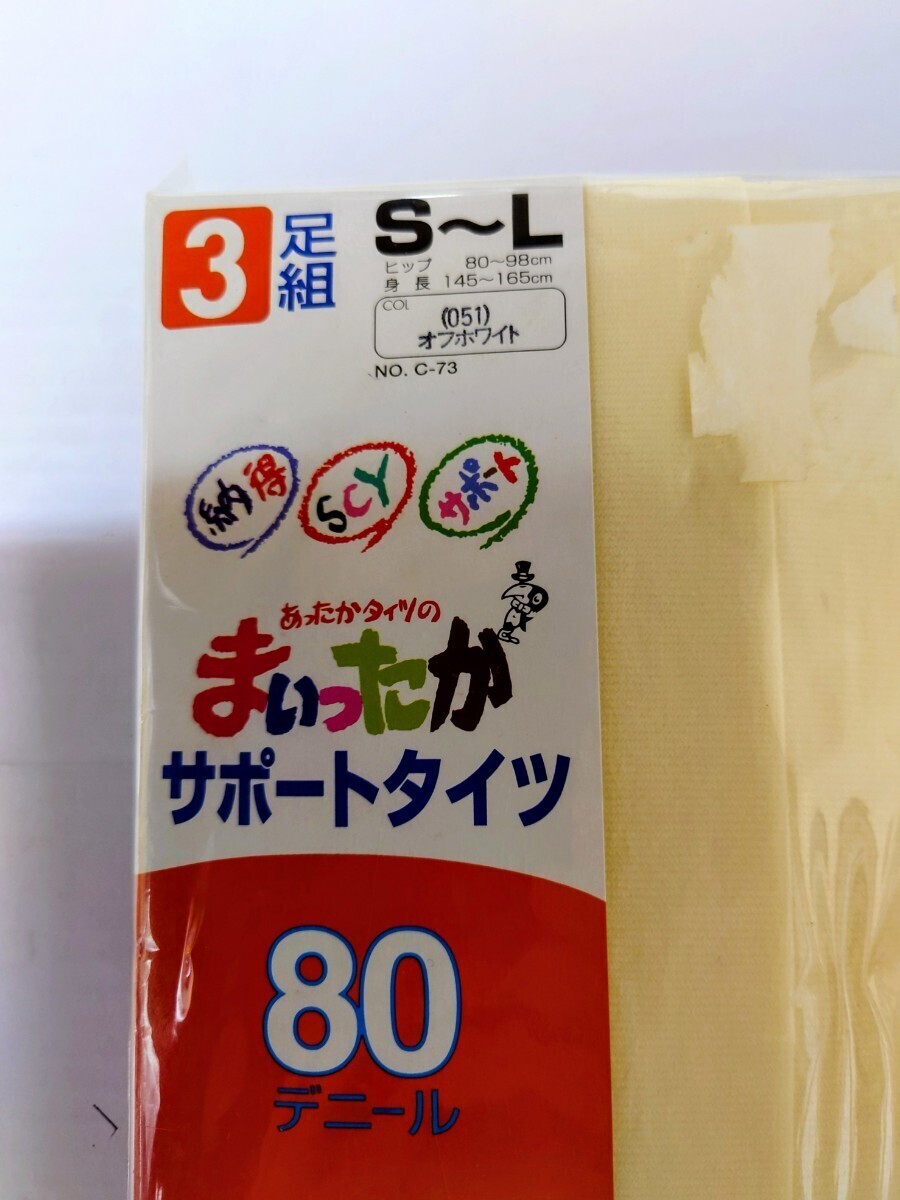 3足組
S～L
ヒップ 80～98cm
身長 145～165cm
COL
(051)
オフホワイト
NO. C-73
納得
SCY
サポート
あったかタイツの
まいったか
サポートタイツ
80
デニール